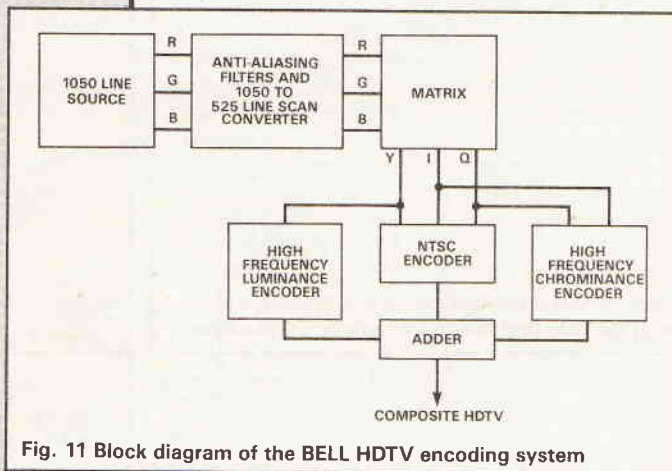 1050 LINE
SOURCE
R
G
B
ANTI-ALIASING
FILTERS AND
1050 TO
525 LINE SCAN
CONVERTER
R
G
B
MATRIX
Y I Q
HIGH
FREQUENCY
LUMINANCE
ENCODER
NTSC
ENCODER
HIGH
FREQUENCY
CHROMINANCE
ENCODER
ADDER
COMPOSITE HDTV
Fig. 11 Block diagram of the BELL HDTV encoding system